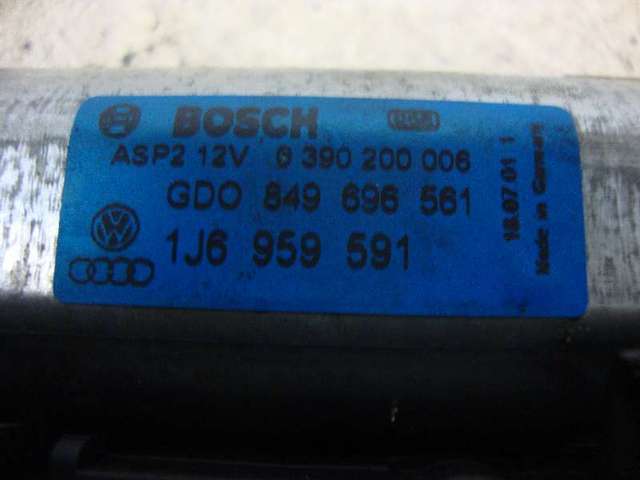 BOSCH
ASP2 12V 0 390 200 006
GDO 849 696 561
1J6 959 591
18.07 01 1
Made in Germany